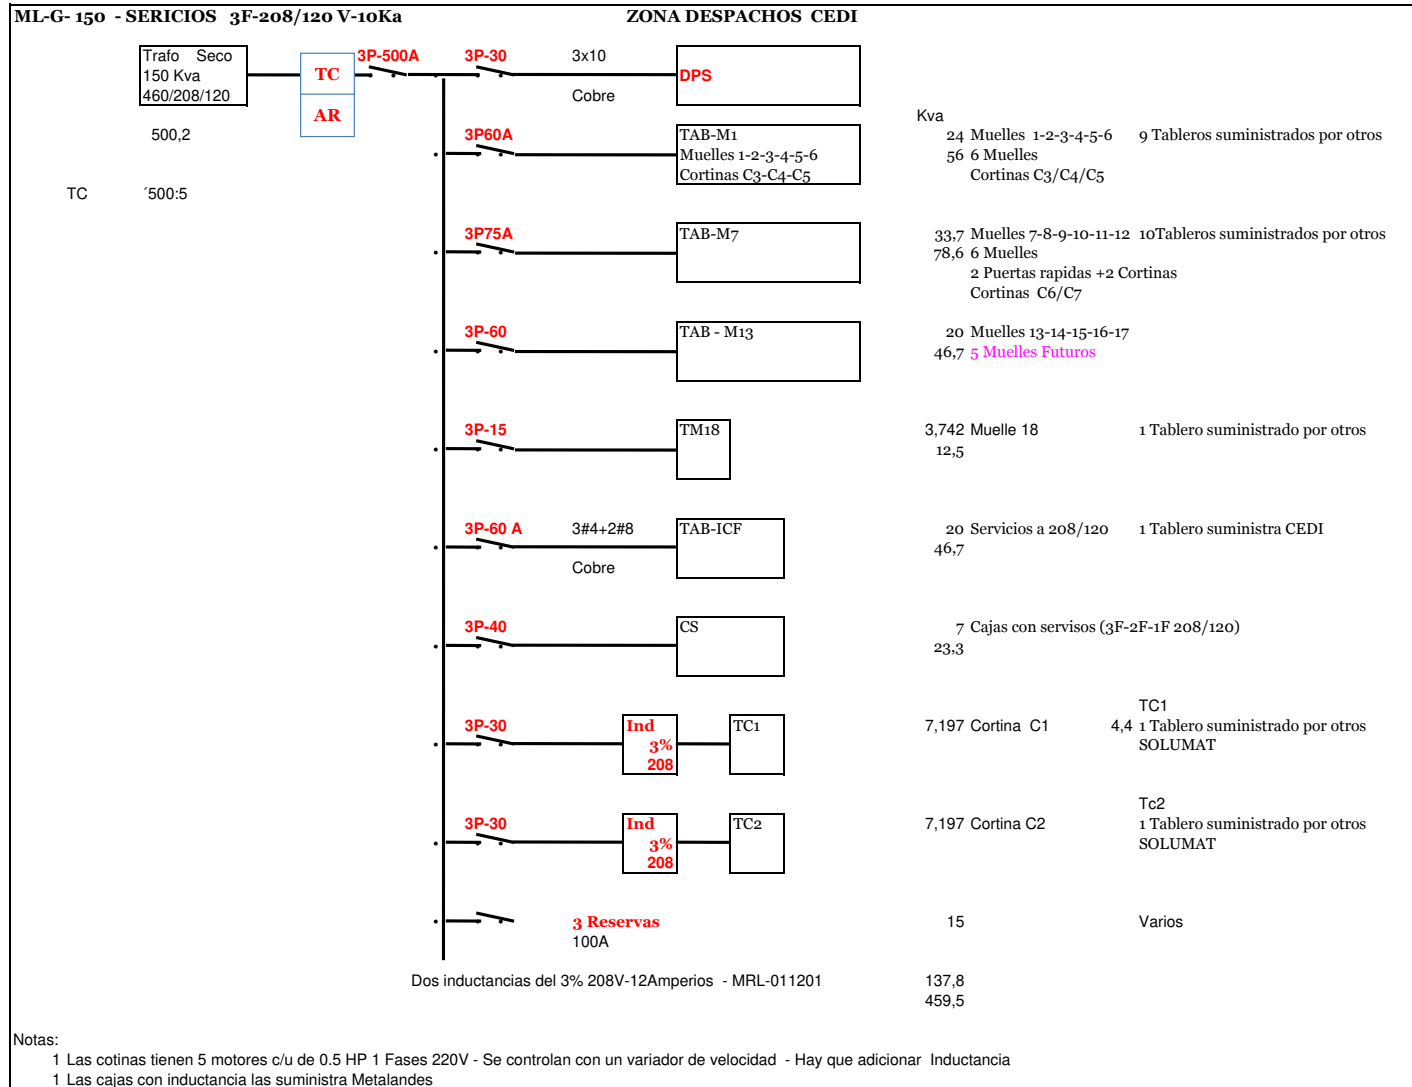 ML-G- 150 - SERICIOS 3F-208/120 V-10Ka ZONA DESPACHOS CEDI
Trafo Seco
150 Kva
460/208/120
TC
AR
3P-500A
3P-30
3x10
Cobre
DPS
Kva
500,2
TC ´500:5
3P60A
TAB-M1
Muelles 1-2-3-4-5-6
Cortinas C3-C4-C5
24 Muelles 1-2-3-4-5-6 9 Tableros suministrados por otros
56 6 Muelles
Cortinas C3/C4/C5
3P75A
TAB-M7
33,7 Muelles 7-8-9-10-11-12 10Tableros suministrados por otros
78,6 6 Muelles
2 Puertas rapidas +2 Cortinas
Cortinas C6/C7
3P-60
TAB - M13
20 Muelles 13-14-15-16-17
46,7 5 Muelles Futuros
3P-15
TM18
3,742 Muelle 18 1 Tablero suministrado por otros
12,5
3P-60 A
3#4+2#8
Cobre
TAB-ICF
20 Servicios a 208/120 1 Tablero suministra CEDI
46,7
3P-40
CS
7 Cajas con servisos (3F-2F-1F 208/120)
23,3
3P-30
Ind
3%
208
TC1
TC1
7,197 Cortina C1 4,4 1 Tablero suministrado por otros
SOLUMAT
3P-30
Ind
3%
208
TC2
Tc2
7,197 Cortina C2 1 Tablero suministrado por otros
SOLUMAT
3 Reservas
100A
15 Varios
Dos inductancias del 3% 208V-12Amperios - MRL-011201 137,8
459,5
Notas:
1 Las cotinas tienen 5 motores c/u de 0.5 HP 1 Fases 220V - Se controlan con un variador de velocidad - Hay que adicionar Inductancia
1 Las cajas con inductancia las suministra Metalandes